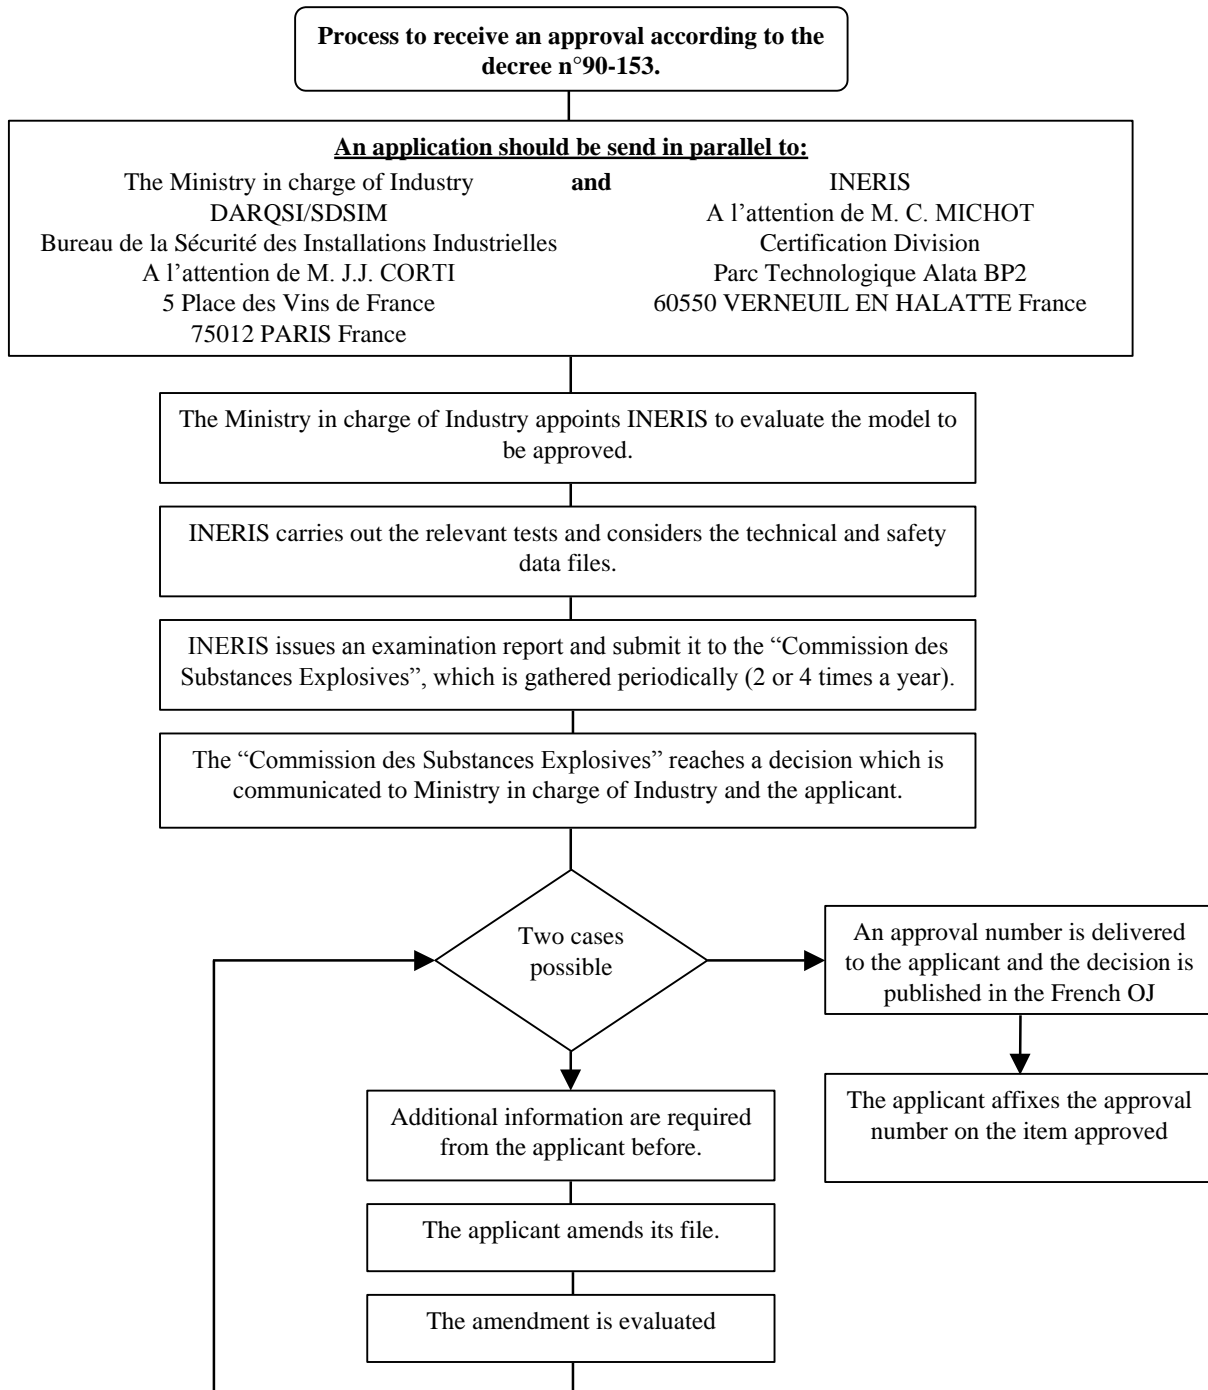 Process to receive an approval according to the
decree n°90-153.
An application should be send in parallel to:
The Ministry in charge of Industry
DARQSI/SDSIM
Bureau de la Sécurité des Installations Industrielles
A l’attention de M. J.J. CORTI
5 Place des Vins de France
75012 PARIS France
and
INERIS
A l’attention de M. C. MICHOT
Certification Division
Parc Technologique Alata BP2
60550 VERNEUIL EN HALATTE France
The Ministry in charge of Industry appoints INERIS to evaluate the model to
be approved.
INERIS carries out the relevant tests and considers the technical and safety
data files.
INERIS issues an examination report and submit it to the “Commission des
Substances Explosives”, which is gathered periodically (2 or 4 times a year).
The “Commission des Substances Explosives” reaches a decision which is
communicated to Ministry in charge of Industry and the applicant.
Two cases
possible
An approval number is delivered
to the applicant and the decision is
published in the French OJ
The applicant affixes the approval
number on the item approved
Additional information are required
from the applicant before.
The applicant amends its file.
The amendment is evaluated